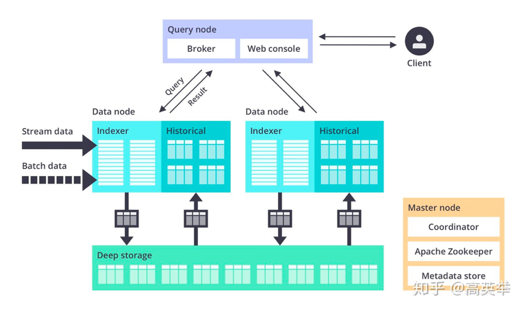 Query node
Broker
Web console
Client
Query
Result
Data node
Data node
Stream data
Indexer
Historical
Indexer
Historical
Batch data
Master node
Coordinator
Apache Zookeeper
Metadata store
Deep storage
知乎 @高英举